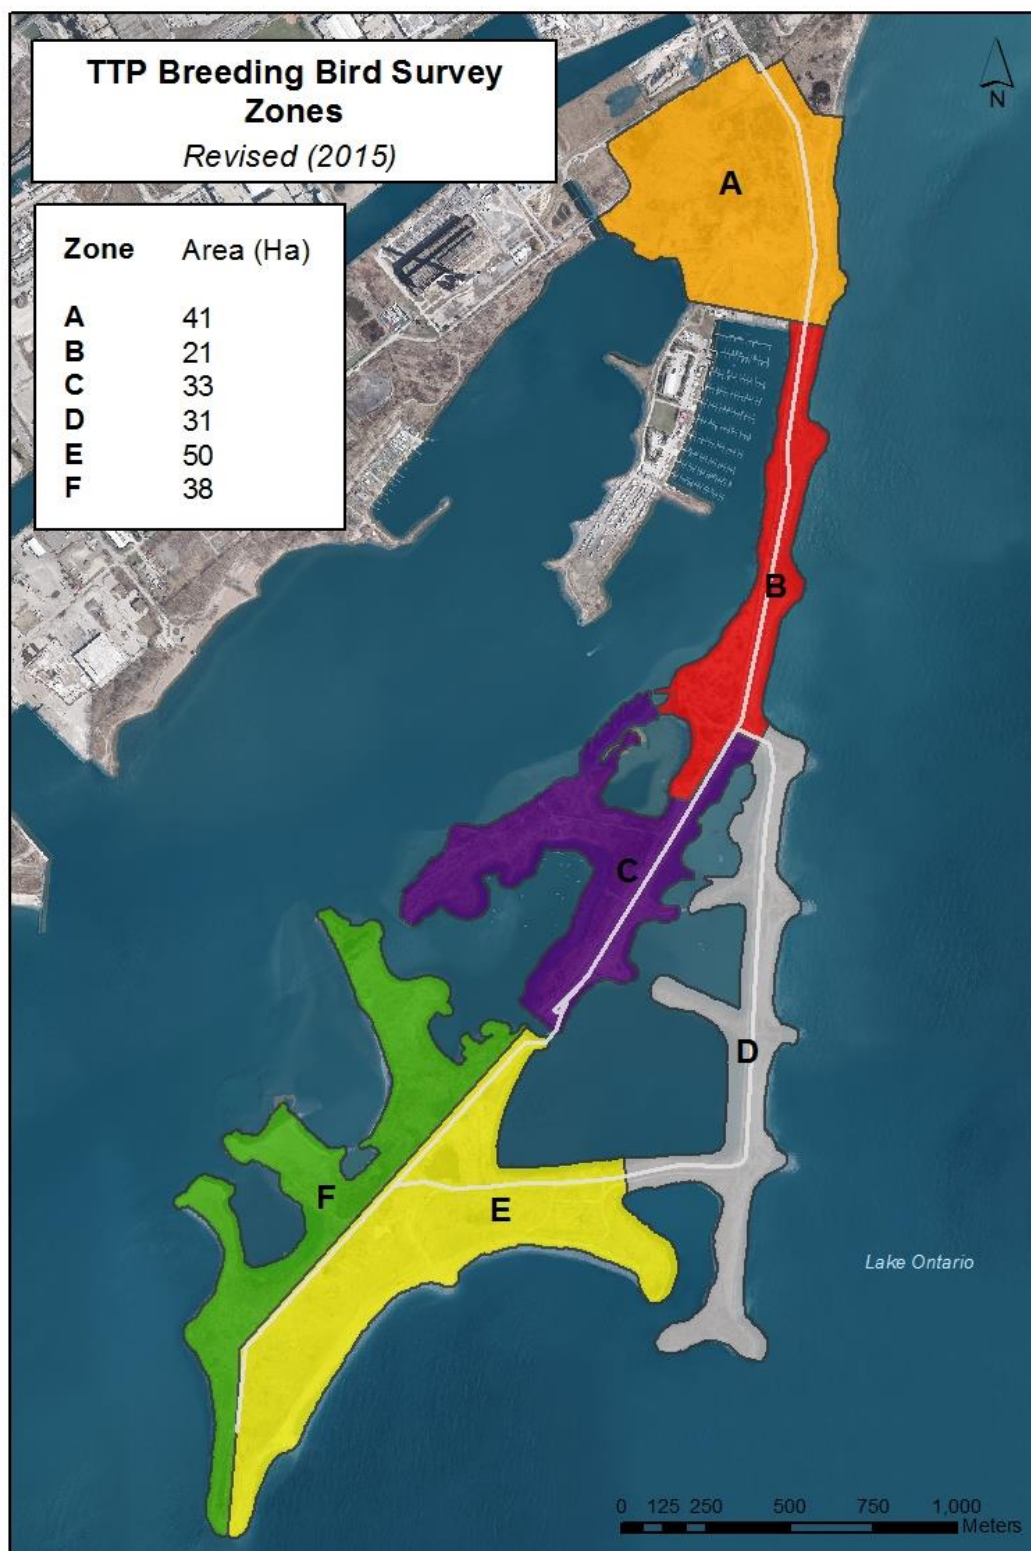 TTP Breeding Bird Survey
Zones
Revised (2015)
N
Zone Area (Ha)
A 41
B 21
C 33
D 31
E 50
F 38
A
B
C
D
F
E
Lake Ontario
0 125 250 500 750 1,000
Meters